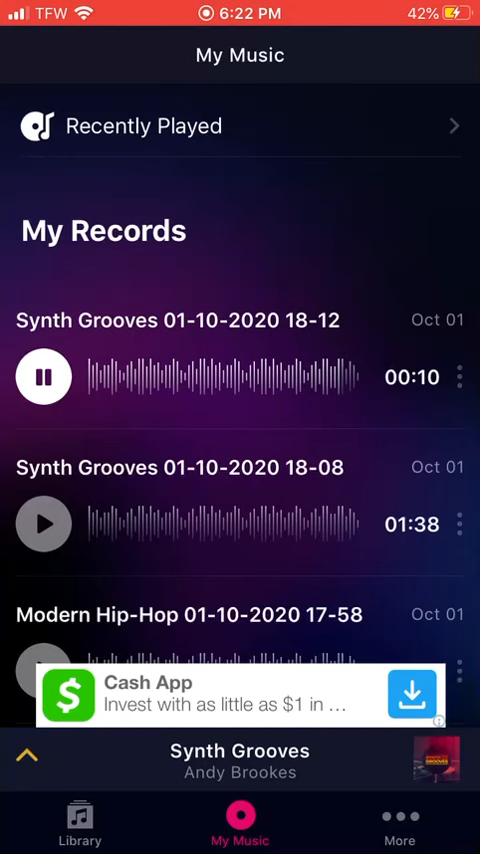 TFW 6:22 PM 42%
My Music
Recently Played
My Records
Synth Grooves 01-10-2020 18-12 Oct 01
00:10
Synth Grooves 01-10-2020 18-08 Oct 01
01:38
Modern Hip-Hop 01-10-2020 17-58 Oct 01
Cash App
Invest with as little as $1 in ...
Synth Grooves
Andy Brookes
Library My Music More